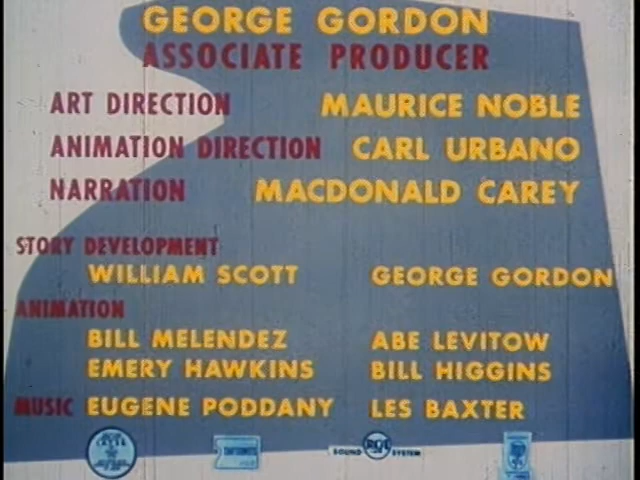 GEORGE GORDON
ASSOCIATE PRODUCER
ART DIRECTION MAURICE NOBLE
ANIMATION DIRECTION CARL URBANO
NARRATION MACDONALD CAREY
STORY DEVELOPMENT
WILLIAM SCOTT GEORGE GORDON
ANIMATION
BILL MELENDEZ ABE LEVITOW
EMERY HAWKINS BILL HIGGINS
MUSIC EUGENE PODDANY LES BAXTER
SOUND RCA SYSTEM